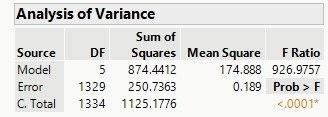 Analysis of Variance
Sum of
Source DF Squares Mean Square F Ratio
Model 5 874.4412 174.888 926.9757
Error 1329 250.7363 0.189 Prob > F
C. Total 1334 1125.1776 <.0001*